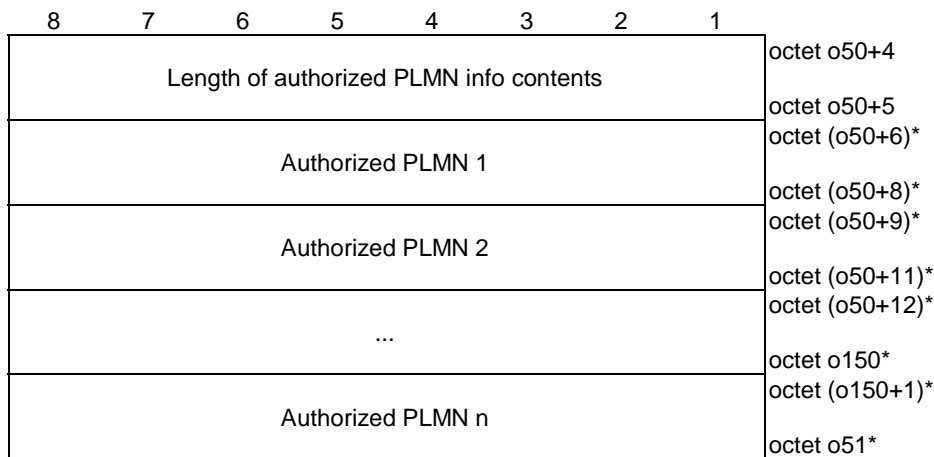 8 7 6 5 4 3 2 1
octet o50+4
Length of authorized PLMN info contents
octet o50+5
octet (o50+6)*
Authorized PLMN 1
octet (o50+8)*
octet (o50+9)*
Authorized PLMN 2
octet (o50+11)*
octet (o50+12)*
...
octet o150*
octet (o150+1)*
Authorized PLMN n
octet o51*